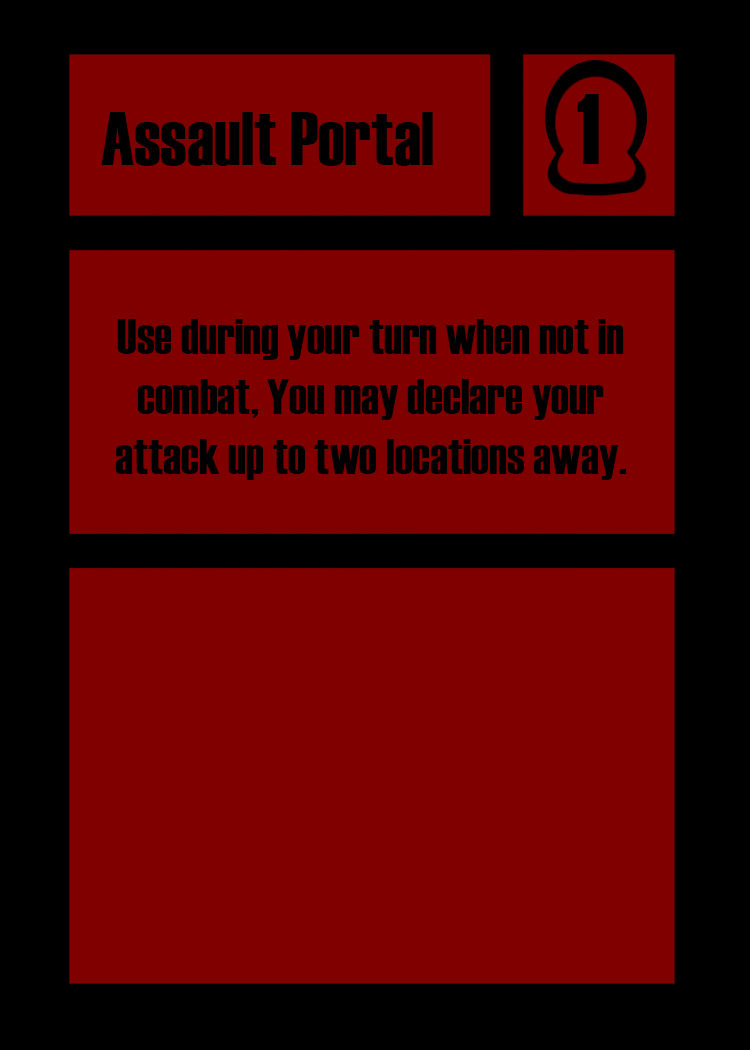 Assault Portal
1
Use during your turn when not in
combat, You may declare your
attack up to two locations away.